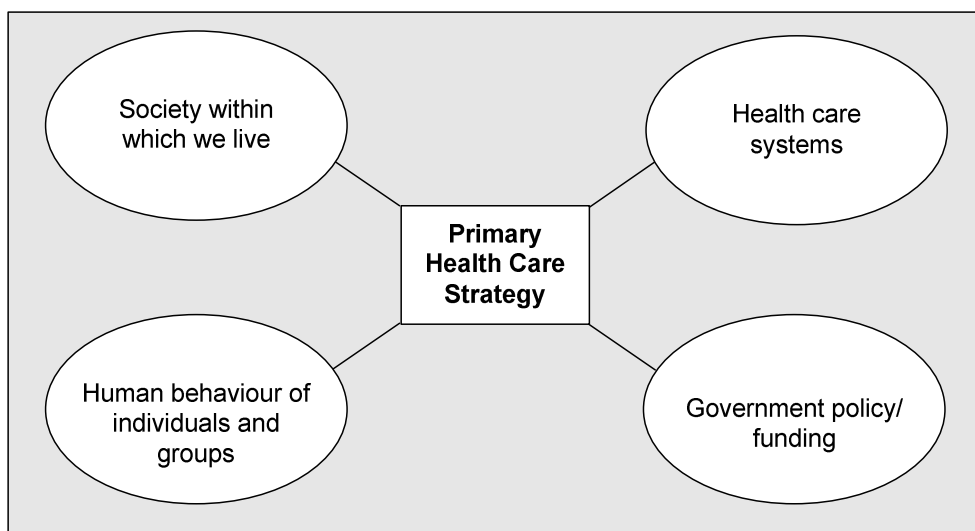 Society within
which we live
Health care
systems
Primary
Health Care
Strategy
Human behaviour of
individuals and
groups
Government policy/
funding